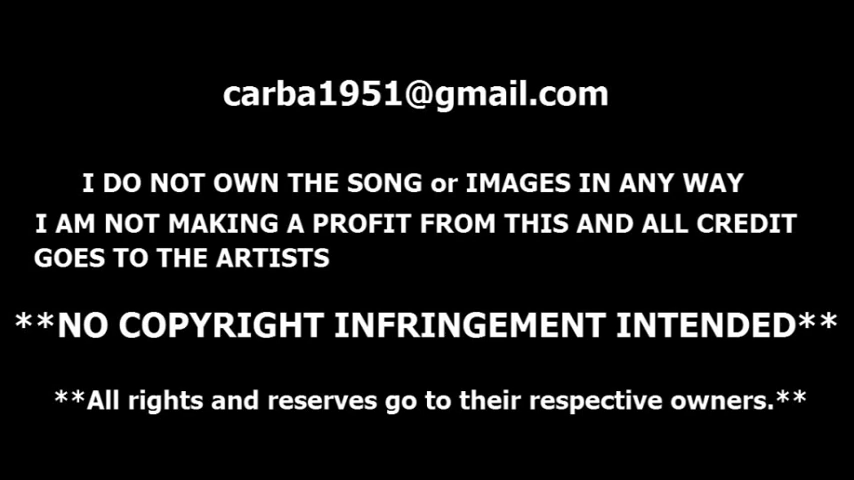 carba1951@gmail.com
I DO NOT OWN THE SONG or IMAGES IN ANY WAY
I AM NOT MAKING A PROFIT FROM THIS AND ALL CREDIT
GOES TO THE ARTISTS
**NO COPYRIGHT INFRINGEMENT INTENDED**
**All rights and reserves go to their respective owners.**